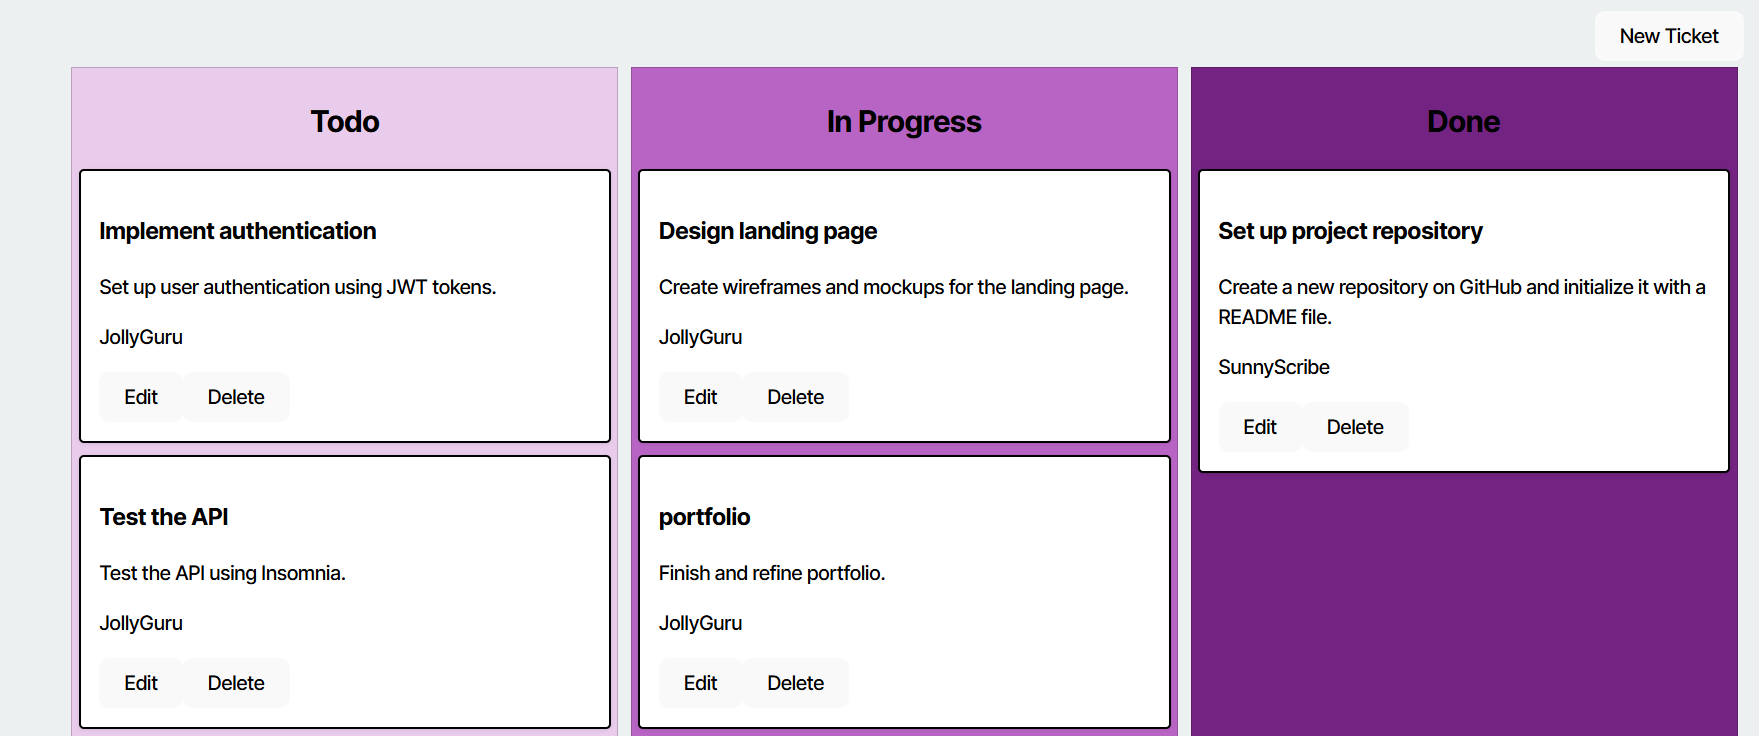 New Ticket
Todo
Implement authentication
Set up user authentication using JWT tokens.
JollyGuru
Edit
Delete
Test the API
Test the API using Insomnia.
JollyGuru
Edit
Delete
In Progress
Design landing page
Create wireframes and mockups for the landing page.
JollyGuru
Edit
Delete
portfolio
Finish and refine portfolio.
JollyGuru
Edit
Delete
Done
Set up project repository
Create a new repository on GitHub and initialize it with a
README file.
SunnyScribe
Edit
Delete